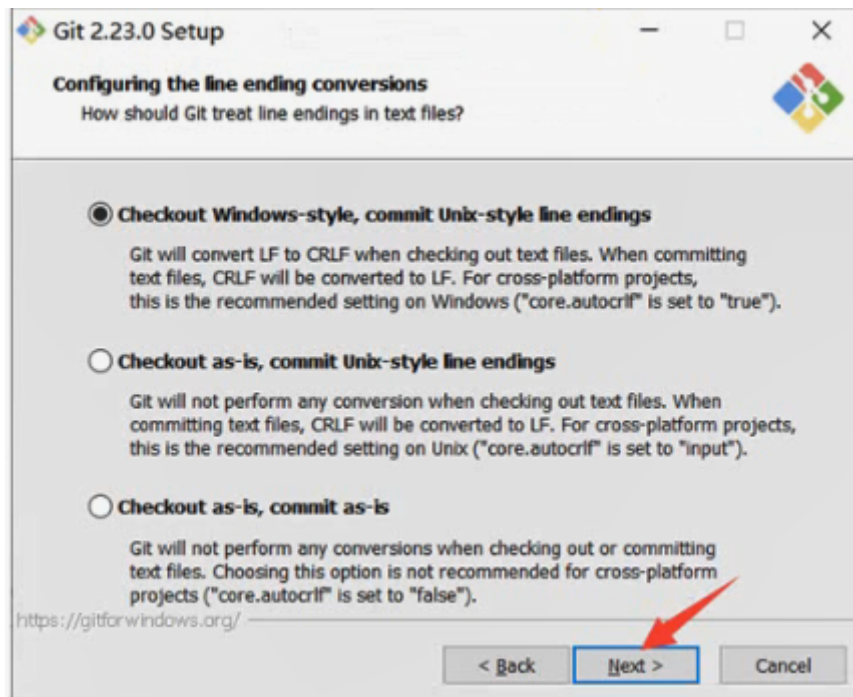 Git 2.23.0 Setup
Configuring the line ending conversions
How should Git treat line endings in text files?
Checkout Windows-style, commit Unix-style line endings
Git will convert LF to CRLF when checking out text files. When committing
text files, CRLF will be converted to LF. For cross-platform projects,
this is the recommended setting on Windows ("core.autocrlf" is set to "true").
Checkout as-is, commit Unix-style line endings
Git will not perform any conversion when checking out text files. When
committing text files, CRLF will be converted to LF. For cross-platform projects,
this is the recommended setting on Unix ("core.autocrlf" is set to "input").
Checkout as-is, commit as-is
Git will not perform any conversions when checking out or committing
text files. Choosing this option is not recommended for cross-platform
projects ("core.autocrlf" is set to "false").
https://gitforwindows.org/
< Back Next > Cancel